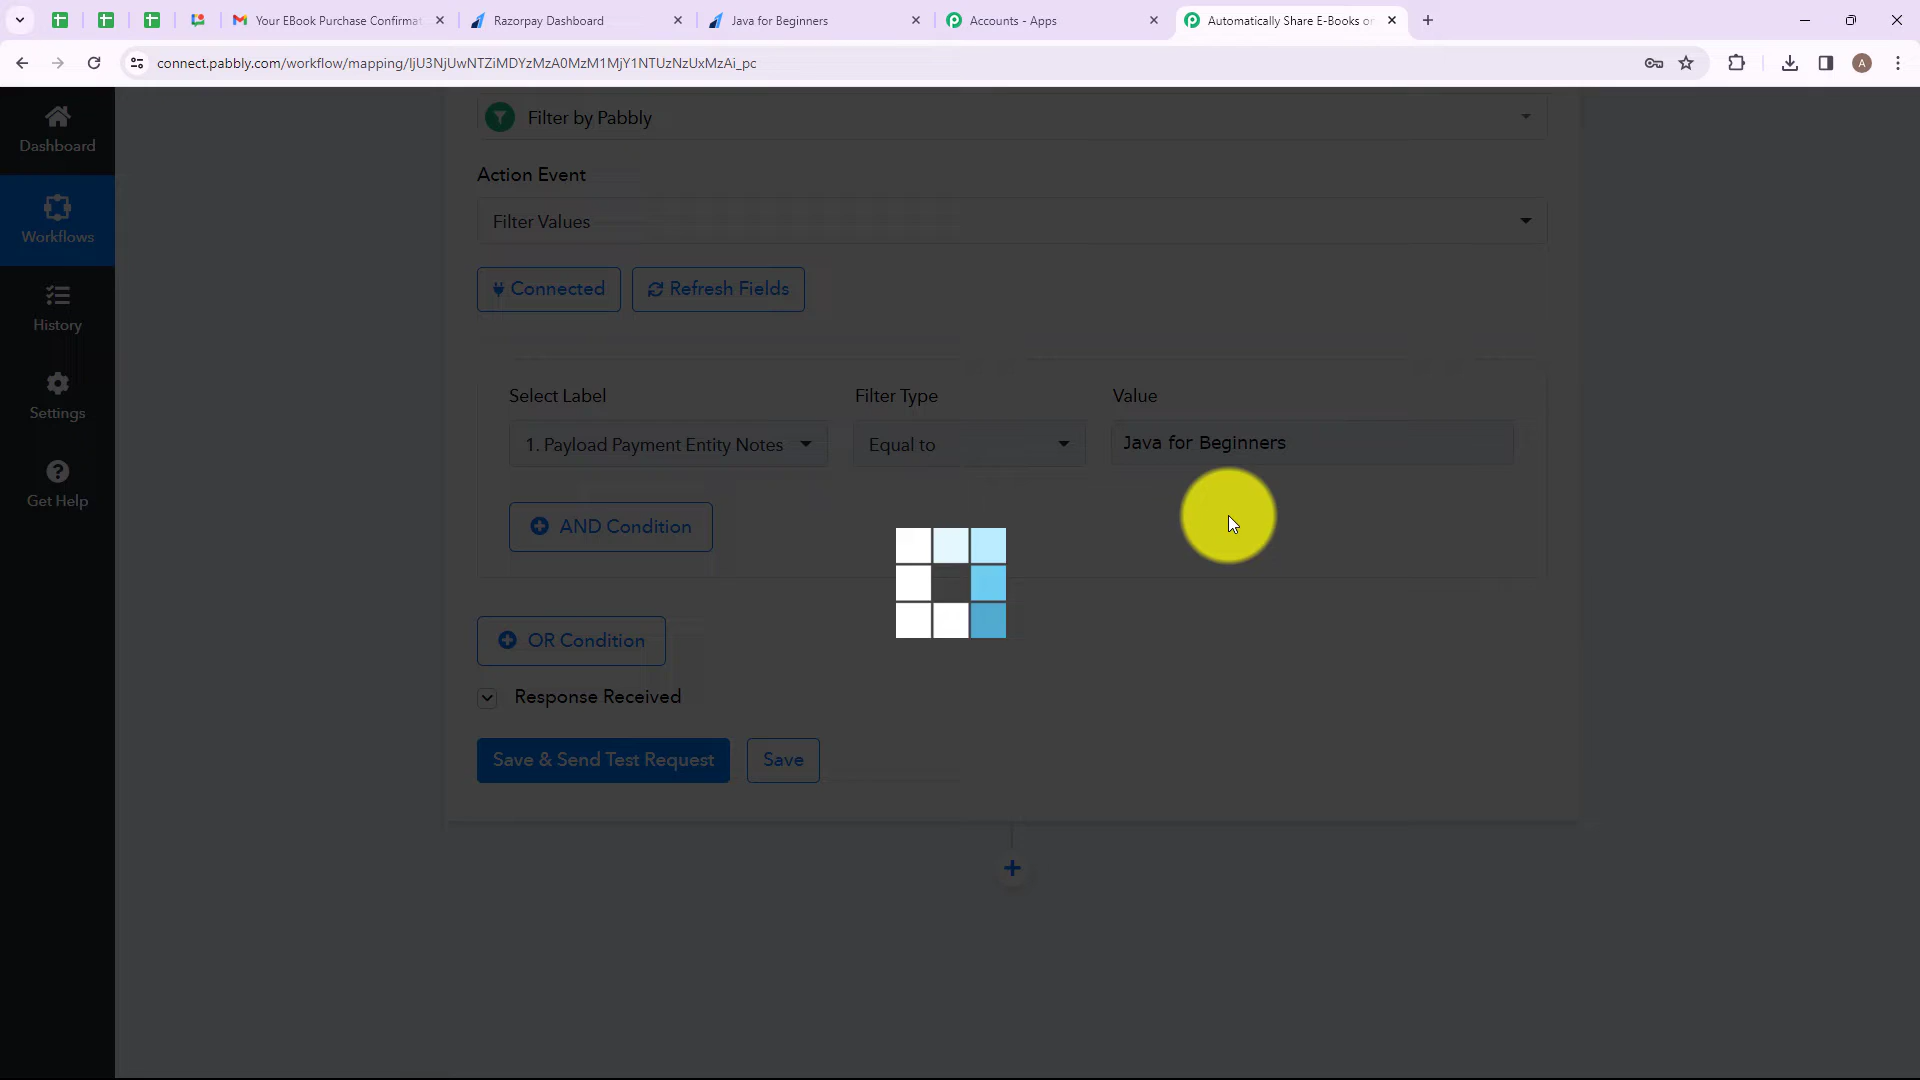 Your EBook Purchase Confirmat
Razorpay Dashboard
Java for Beginners
Accounts - Apps
Automatically Share E-Books on
connect.pabbly.com/workflow/mapping/IjU3NjUwNTZiMDYzMzA0MzM1MjY1NTUzNzUxMzAi_pc
A
Dashboard
Workflows
History
Settings
Get Help
Filter by Pabbly
Action Event
Filter Values
Connected
Refresh Fields
Select Label
Filter Type
Value
1. Payload Payment Entity Notes
Equal to
Java for Beginners
AND Condition
OR Condition
Response Received
Save & Send Test Request
Save